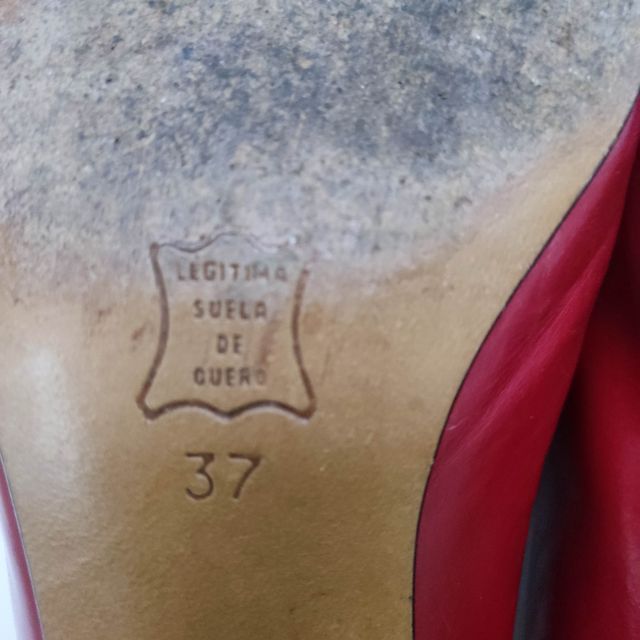 LEGITIMA
SUELA
DE
CUERO
37